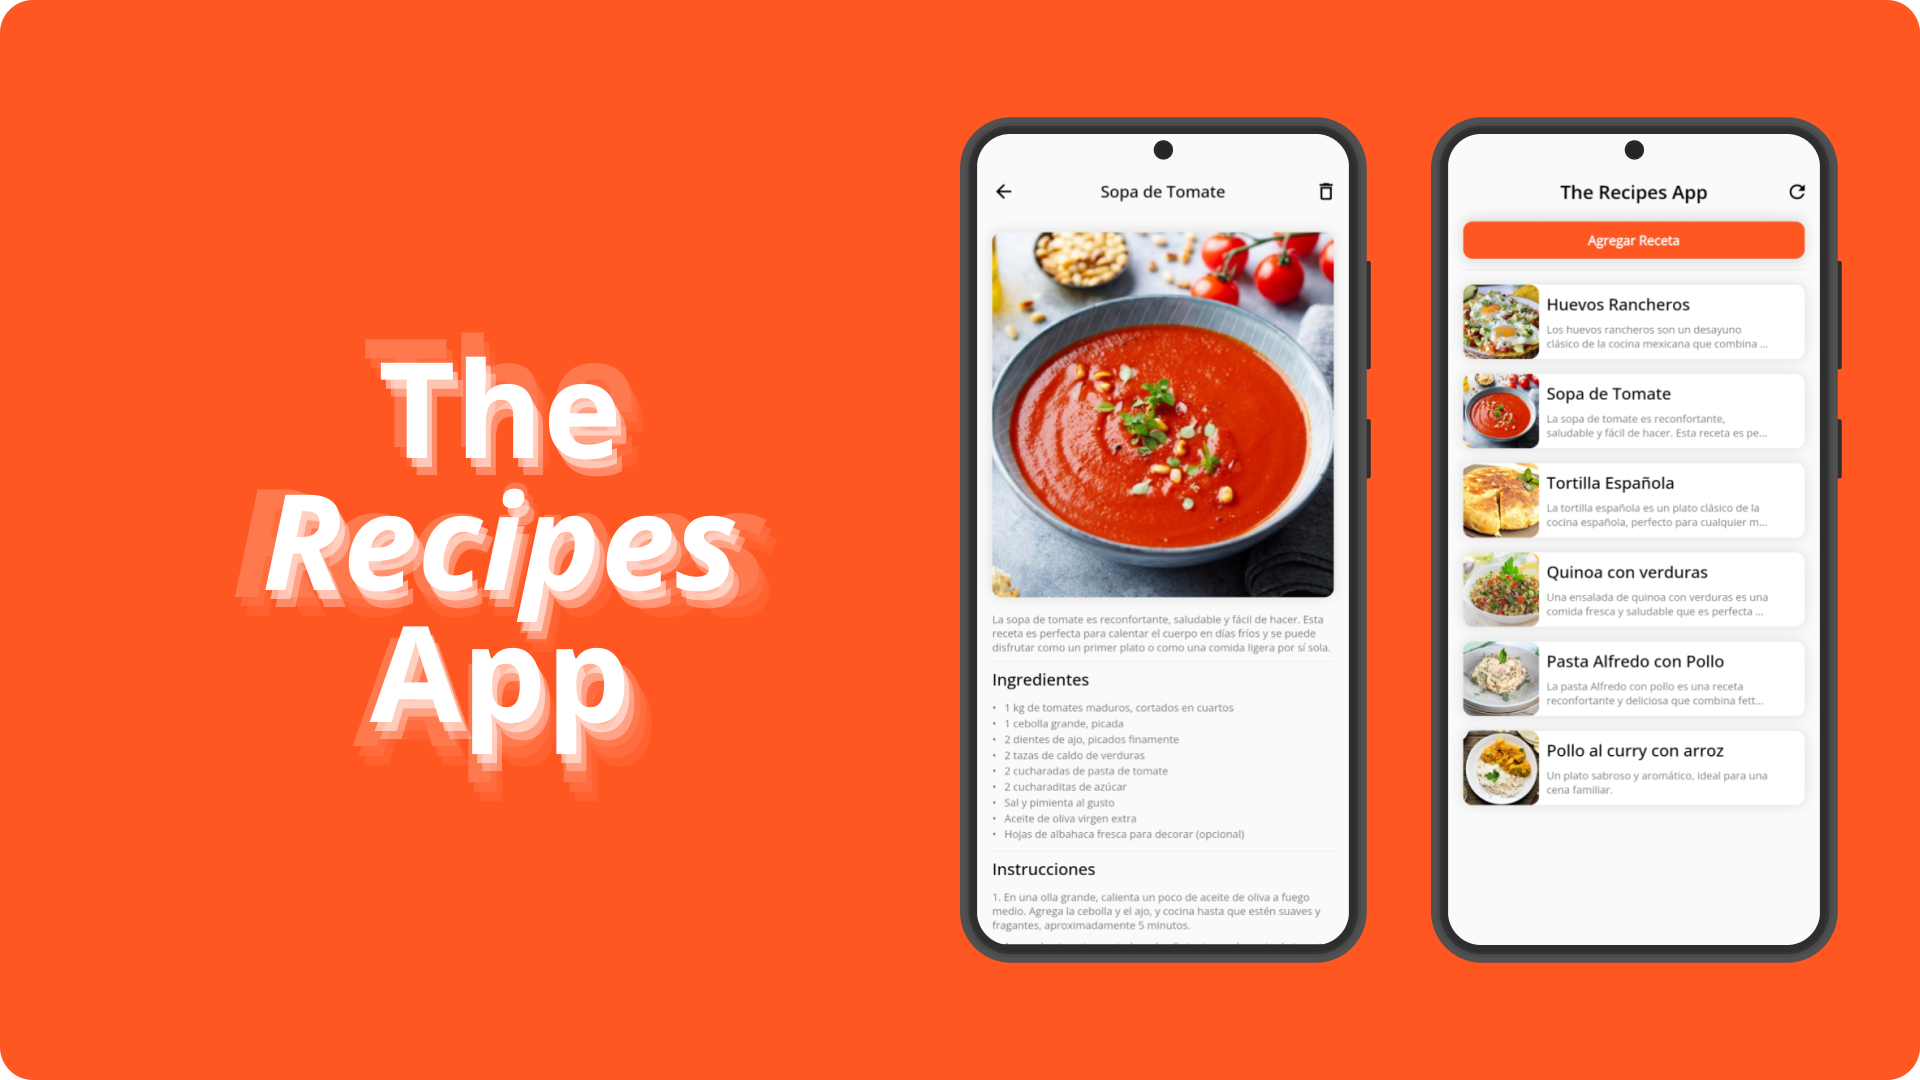 The
Recipes
App
Sopa de Tomate
La sopa de tomate es reconfortante, saludable y fácil de hacer. Esta
receta es perfecta para calentar el cuerpo en días fríos y se puede
disfrutar como un primer plato o como una comida ligera por sí sola.
Ingredientes
• 1 kg de tomates maduros, cortados en cuartos
• 1 cebolla grande, picada
• 2 dientes de ajo, picados finamente
• 2 tazas de caldo de verduras
• 2 cucharadas de pasta de tomate
• 2 cucharaditas de azúcar
• Sal y pimienta al gusto
• Aceite de oliva virgen extra
• Hojas de albahaca fresca para decorar (opcional)
Instrucciones
1. En una olla grande, calienta un poco de aceite de oliva a fuego
medio. Agrega la cebolla y el ajo, y cocina hasta que estén suaves y
fragantes, aproximadamente 5 minutos.
The Recipes App
Agregar Receta
Huevos Rancheros
Los huevos rancheros son un desayuno
clásico de la cocina mexicana que combina ...
Sopa de Tomate
La sopa de tomate es reconfortante,
saludable y fácil de hacer. Esta receta es pe...
Tortilla Española
La tortilla española es un plato clásico de la
cocina española, perfecto para cualquier m...
Quinoa con verduras
Una ensalada de quinoa con verduras es una
comida fresca y saludable que es perfecta ...
Pasta Alfredo con Pollo
La pasta Alfredo con pollo es una receta
reconfortante y deliciosa que combina fett...
Pollo al curry con arroz
Un plato sabroso y aromático, ideal para una
cena familiar.